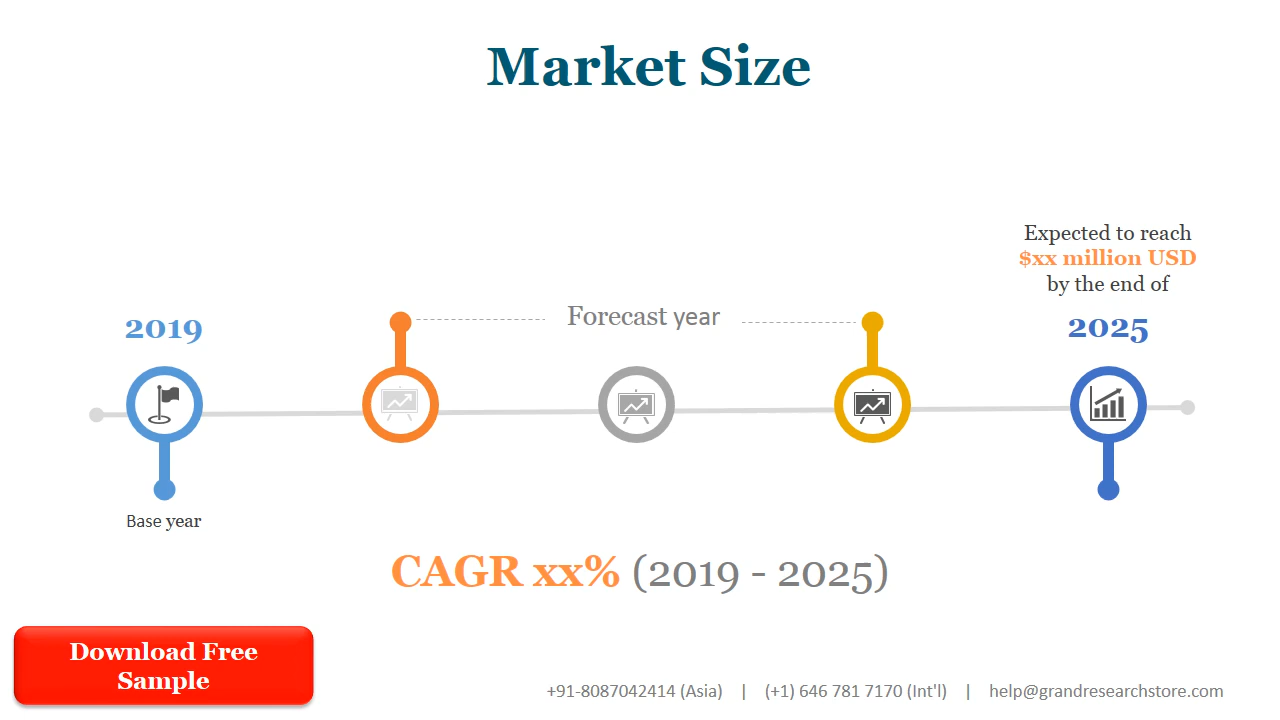 Market Size
Expected to reach
$xx million USD
by the end of
2025
2019
Forecast year
Base year
CAGR xx% (2019 - 2025)
Download Free
Sample
+91-8087042414 (Asia) | (+1) 646 781 7170 (Int'l) | help@grandresearchstore.com